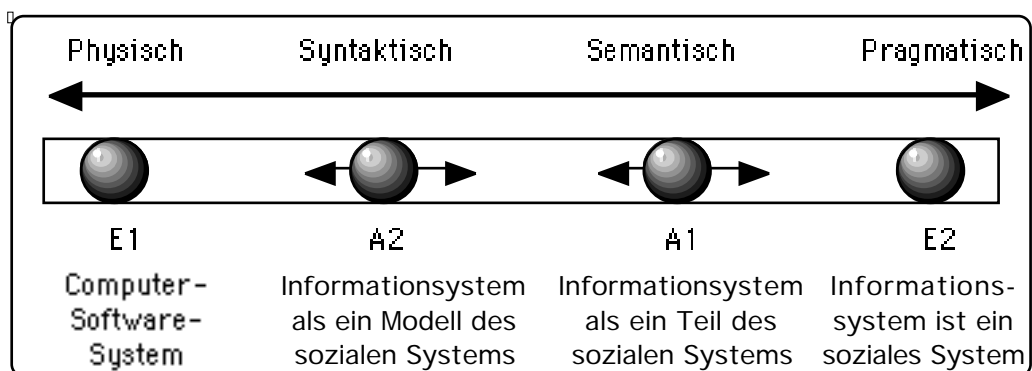 Physisch Syntaktisch Semantisch Pragmatisch
E1 A2 A1 E2
Computer-
Software-
System
Informationsystem
als ein Modell des
sozialen Systems
Informationsystem
als ein Teil des
sozialen Systems
Informations-
system ist ein
soziales System